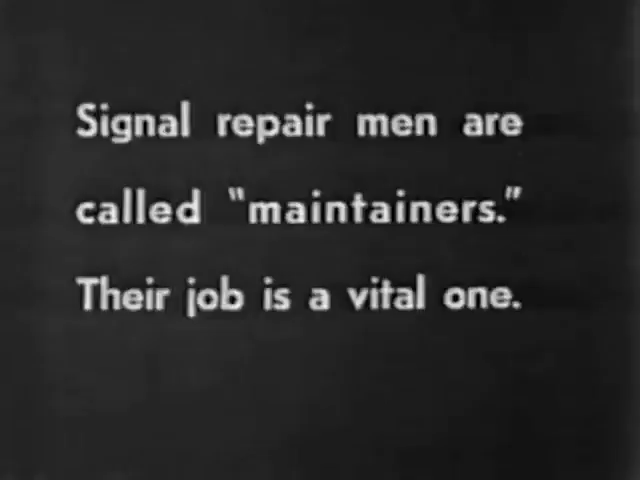 Signal repair men are
called "maintainers."
Their job is a vital one.